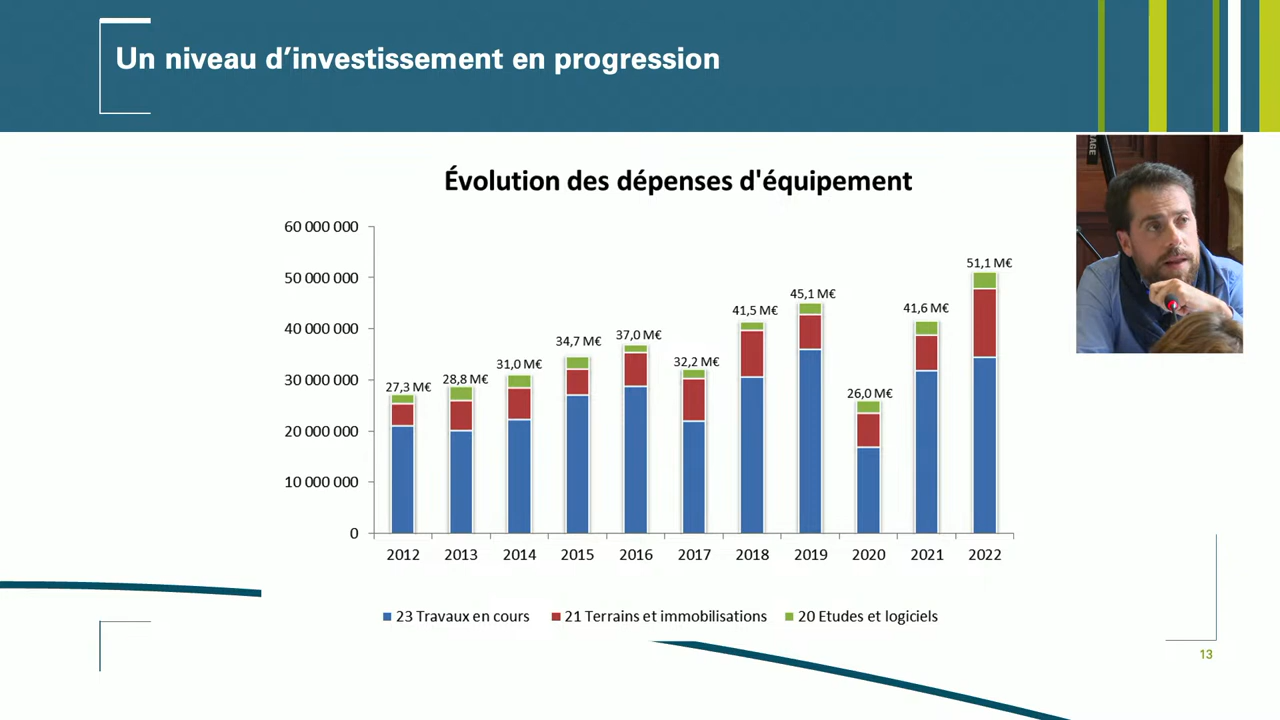 Un niveau d’investissement en progression
AGE
Évolution des dépenses d'équipement
60 000 000
50 000 000
40 000 000
30 000 000
20 000 000
10 000 000
0
27,3 M€
28,8 M€
31,0 M€
34,7 M€
37,0 M€
32,2 M€
41,5 M€
45,1 M€
26,0 M€
41,6 M€
51,1 M€
2012 2013 2014 2015 2016 2017 2018 2019 2020 2021 2022
23 Travaux en cours 21 Terrains et immobilisations 20 Etudes et logiciels
13